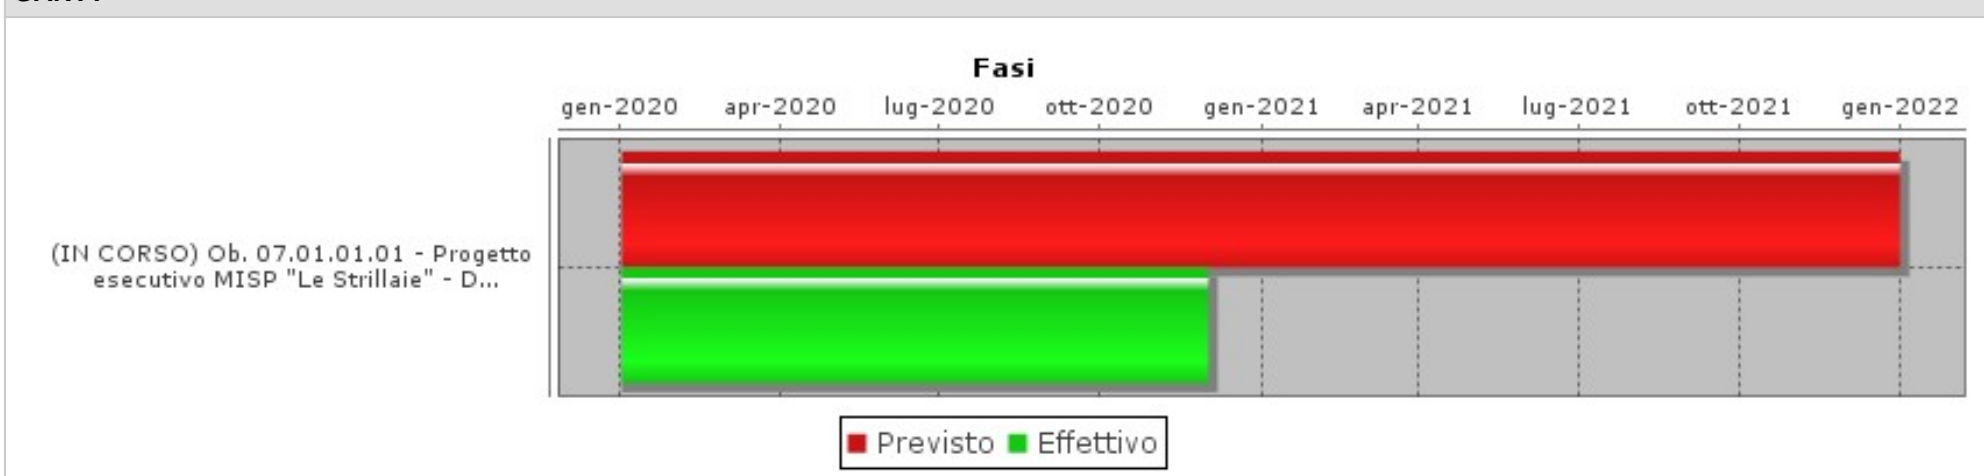 Fasi
gen-2020 apr-2020 lug-2020 ott-2020 gen-2021 apr-2021 lug-2021 ott-2021 gen-2022
(IN CORSO) Ob. 07.01.01.01 - Progetto
esecutivo MISP "Le Strillaie" - D...
Previsto Effettivo